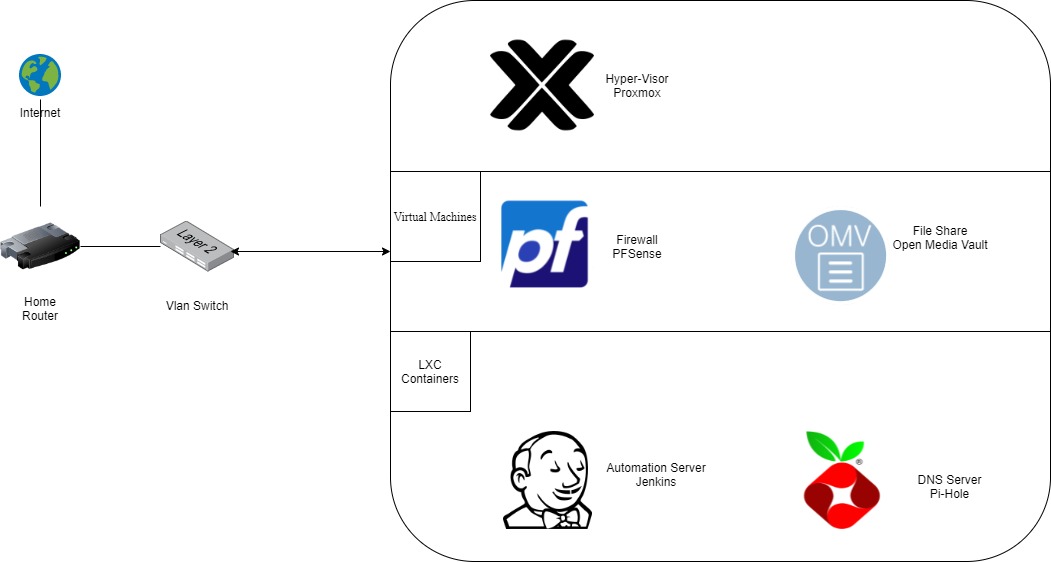 Internet
Home
Router
Layer 2
Vlan Switch
Hyper-Visor
Proxmox
Virtual Machines
pf
Firewall
PFSense
OMV
File Share
Open Media Vault
LXC
Containers
Automation Server
Jenkins
®
DNS Server
Pi-Hole